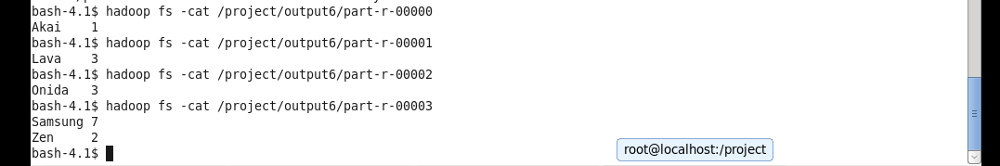 bash-4.1$ hadoop fs -cat /project/output6/part-r-00000
Akai    1
bash-4.1$ hadoop fs -cat /project/output6/part-r-00001
Lava    3
bash-4.1$ hadoop fs -cat /project/output6/part-r-00002
Onida   3
bash-4.1$ hadoop fs -cat /project/output6/part-r-00003
Samsung 7
Zen     2
bash-4.1$
root@localhost:/project